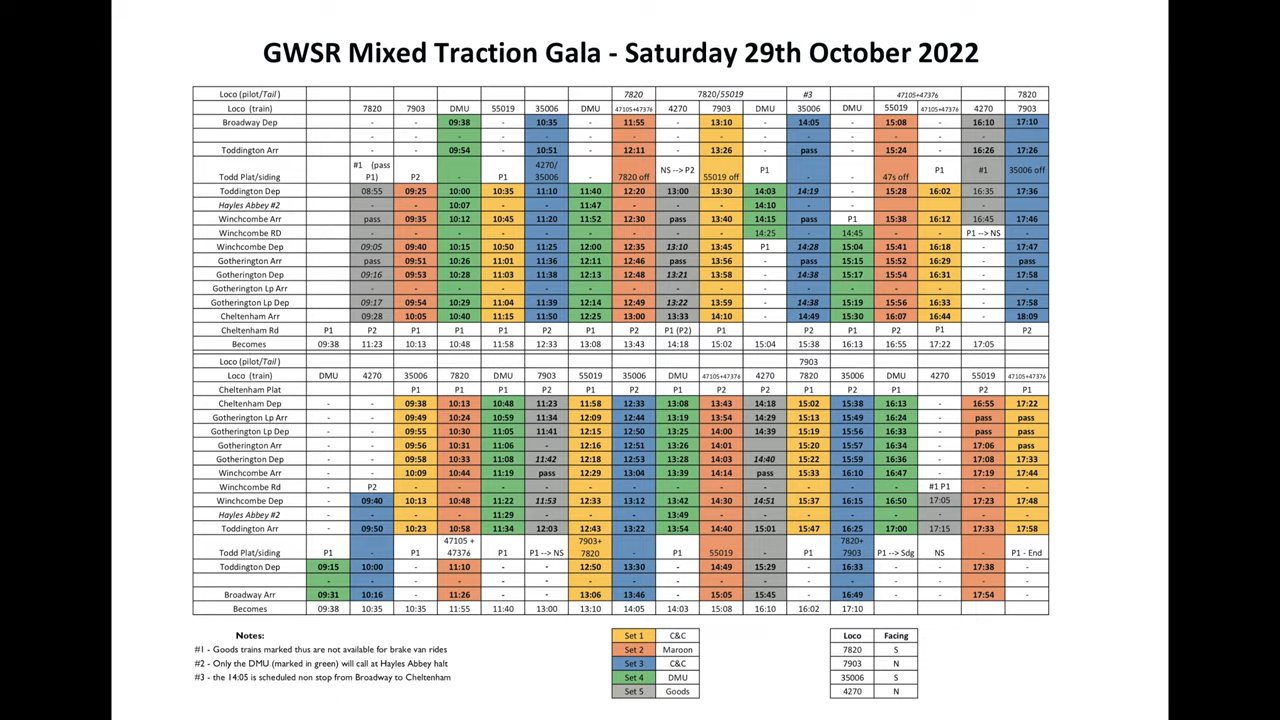 GWSR Mixed Traction Gala - Saturday 29th October 2022
Loco (pilot/Tail) 7820 7820/55019 #3 47105+47376 7820
Loco (train) 7820 7903 DMU 55019 35006 DMU 47105+47376 4270 7903 DMU 35006 DMU 55019 47105+47376 4270 7903
Broadway Dep 09:38 10:35 11:55 - 13:10 - 14:05 - 15:08 - 16:10 17:10
- - - - - - - - - - - - - - - -
Toddington Arr - - 09:54 - 10:51 - 12:11 - 13:26 - pass - 15:24 - 16:26 17:26
Todd Plat/siding #1 (pass P1) P2 - P1 4270/ 35006 - 7820 off NS --> P2 55019 off P1 - - 47s off P1 #1 35006 off
Toddington Dep 08:55 09:25 10:00 10:35 11:10 11:40 12:20 13:00 13:30 14:03 14:19 - 15:28 16:02 16:35 17:36
Hayles Abbey #2 - - 10:07 - - 11:47 - - - 14:10 - - - - - -
Winchcombe Arr pass 09:35 10:12 10:45 11:20 11:52 12:30 pass 13:40 14:15 pass P1 15:38 16:12 16:45 17:46
Winchcombe RD - - - - - - - - - 14:25 - 14:45 - - P1 --> NS -
Winchcombe Dep 09:05 09:40 10:15 10:50 11:25 12:00 12:35 13:10 13:45 P1 14:28 15:04 15:41 16:18 - 17:47
Gotherington Arr pass 09:51 10:26 11:01 11:36 12:11 12:46 pass 13:56 - pass 15:15 15:52 16:29 - pass
Gotherington Dep 09:16 09:53 10:28 11:03 11:38 12:13 12:48 13:21 13:58 - 14:38 15:17 15:54 16:31 - 17:58
Gotherington Lp Arr - - - - - - - - - - - - - - - -
Gotherington Lp Dep 09:17 09:54 10:29 11:04 11:39 12:14 12:49 13:22 13:59 - 14:38 15:19 15:56 16:33 - 17:58
Cheltenham Arr 09:28 10:05 10:40 11:15 11:50 12:25 13:00 13:33 14:10 - 14:49 15:30 16:07 16:44 - 18:09
Cheltenham Rd P1 P2 P1 P1 P1 P2 P1 P2 P1 (P2) P1 P2 P1 P2 P1 P2
Becomes 09:38 11:23 10:13 10:48 11:58 12:33 13:08 13:43 14:18 15:02 15:04 15:38 16:13 16:55 17:22 17:05
Loco (pilot/Tail) 7903
Loco (train) DMU 4270 35006 7820 DMU 7903 55019 35006 DMU 47105+47376 4270 7820 35006 DMU 4270 55019 47105+47376
Cheltenham Plat P1 P1 P1 P2 P1 P2 P1 P2 P2 P1 P2 P1 P2 P1
Cheltenham Dep - - 09:38 10:13 10:48 11:23 11:58 12:33 13:08 13:43 14:18 15:02 15:38 16:13 - 16:55 17:22
Gotherington Lp Arr - - 09:49 10:24 10:59 11:34 12:09 12:44 13:19 13:54 14:29 15:13 15:49 16:24 - pass pass
Gotherington Lp Dep - - 09:55 10:30 11:05 11:41 12:15 12:50 13:25 14:00 14:39 15:19 15:56 16:33 - pass pass
Gotherington Arr - - 09:56 10:31 11:06 - 12:16 12:51 13:26 14:01 15:20 15:57 16:34 - 17:06 pass
Gotherington Dep - - 09:58 10:33 11:08 11:42 12:18 12:53 13:28 14:03 14:40 15:22 15:59 16:36 - 17:08 17:33
Winchcombe Arr - - 10:09 10:44 11:19 pass 12:29 13:04 13:39 14:14 pass 15:33 16:10 16:47 - 17:19 17:44
Winchcombe Rd - P2 - - - - - - - - - - - - #1 P1 - -
Winchcombe Dep - 09:40 10:13 10:48 11:22 11:53 12:33 13:12 13:42 14:30 14:51 15:37 16:15 16:50 17:05 17:23 17:48
Hayles Abbey #2 - - - - 11:29 - - - 13:49 - - - - - - - -
Toddington Arr - 09:50 10:23 10:58 11:34 12:03 12:43 13:22 13:54 14:40 15:01 15:47 16:25 17:00 17:15 17:33 17:58
Todd Plat/siding P1 - P1 47105 + 47376 P1 P1 --> NS 7903+ 7820 - P1 55019 - P1 7820+ 7903 P1 --> Sdg NS - P1 - End
Toddington Dep 09:15 10:00 - 11:10 - - 12:50 13:30 - 14:49 15:29 - 16:33 17:38
- - - - - - - - - - - - - - -
Broadway Arr 09:31 10:16 - 11:26 - - 13:06 13:46 - 15:05 15:45 - 16:49 - - 17:54 -
Becomes 09:38 10:35 10:35 11:55 11:40 13:00 13:10 14:05 14:03 15:08 16:10 16:02 17:10
Notes:
#1 - Goods trains marked thus are not available for brake van rides
#2 - Only the DMU (marked in green) will call at Hayles Abbey halt
#3 - the 14:05 is scheduled non stop from Broadway to Cheltenham
Set 1 C&C
Set 2 Maroon
Set 3 C&C
Set 4 DMU
Set 5 Goods
Loco Facing
7820 S
7903 N
35006 S
4270 N